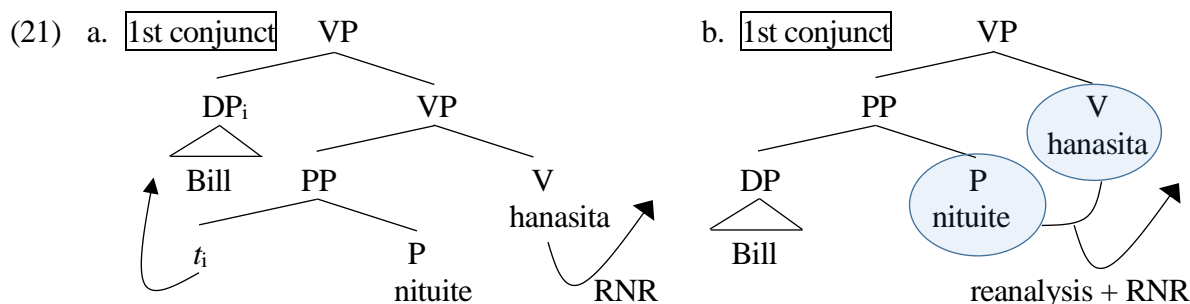 (21) a. 1st conjunct VP b. 1st conjunct VP
DPi VP PP V
hanasita
Bill PP V DP P
hanasita nituite
ti P Bill
nituite RNR reanalysis + RNR